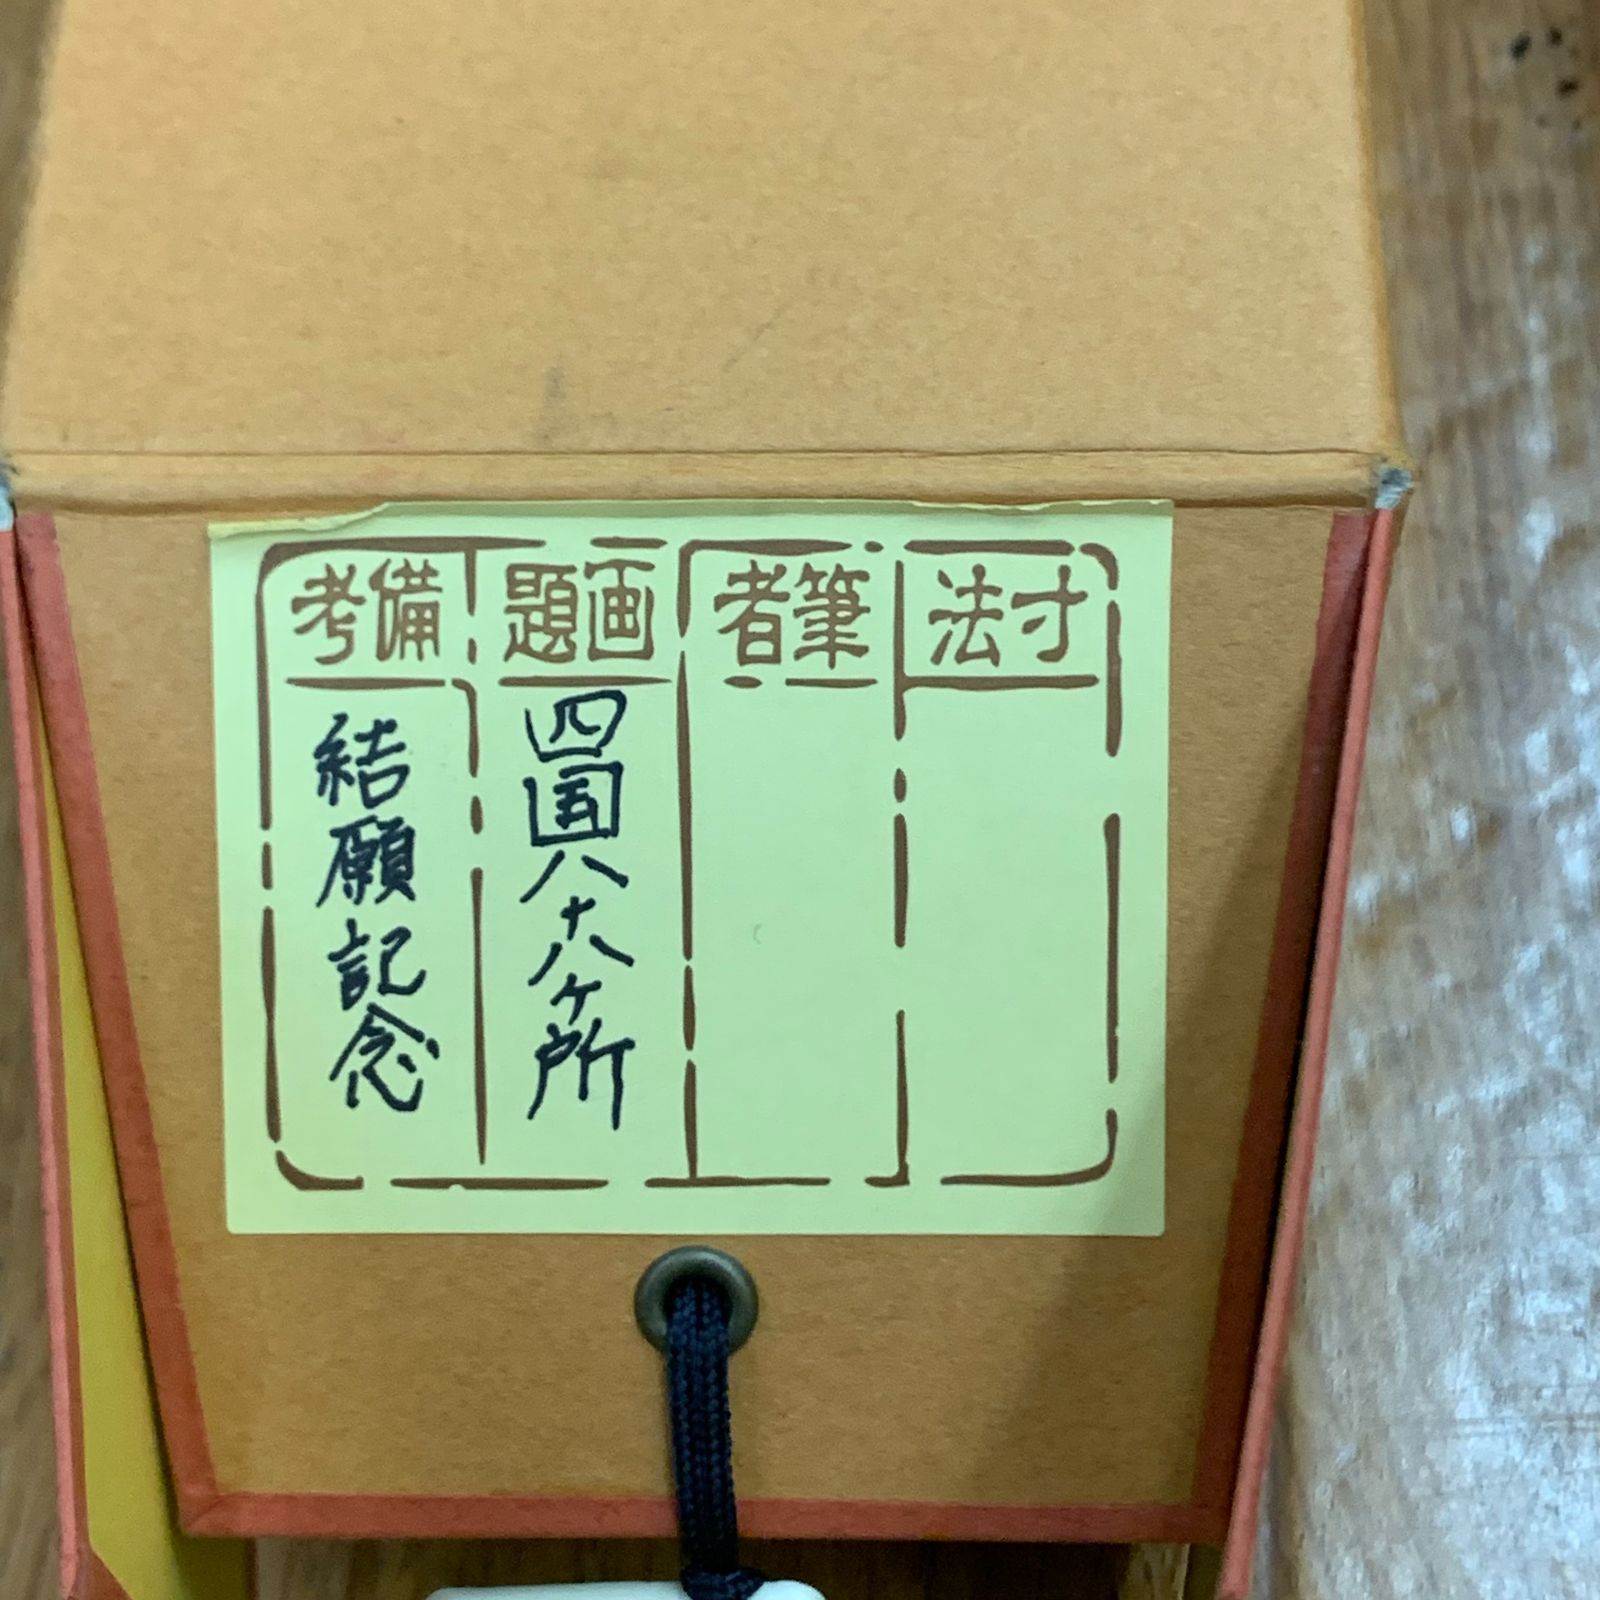 寸法
筆者
画題
四国八十八ヶ所
備考
結願記念